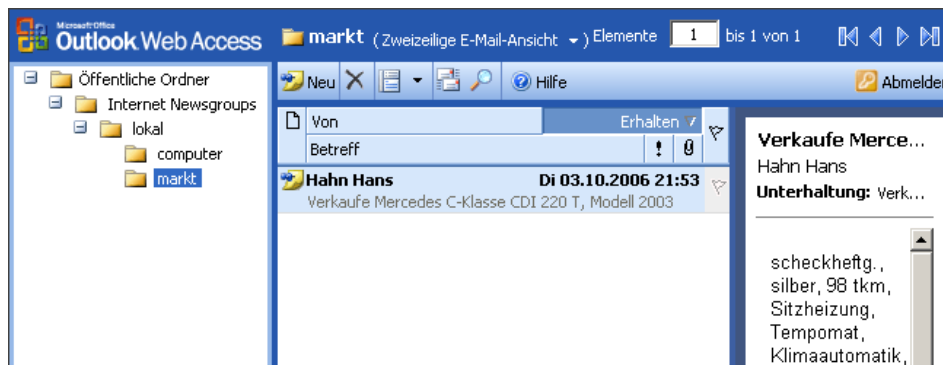 Microsoft Office
Outlook Web Access
markt (Zweizeilige E-Mail-Ansicht) Elemente 1 bis 1 von 1
Öffentliche Ordner
Internet Newsgroups
lokal
computer
markt
Neu Hilfe Abmelden
Von Erhalten
Betreff
Hahn Hans Di 03.10.2006 21:53
Verkaufe Mercedes C-Klasse CDI 220 T, Modell 2003
Verkaufe Merce...
Hahn Hans
Unterhaltung: Verk...
scheckheftg.,
silber, 98 tkm,
Sitzheizung,
Tempomat,
Klimaautomatik,